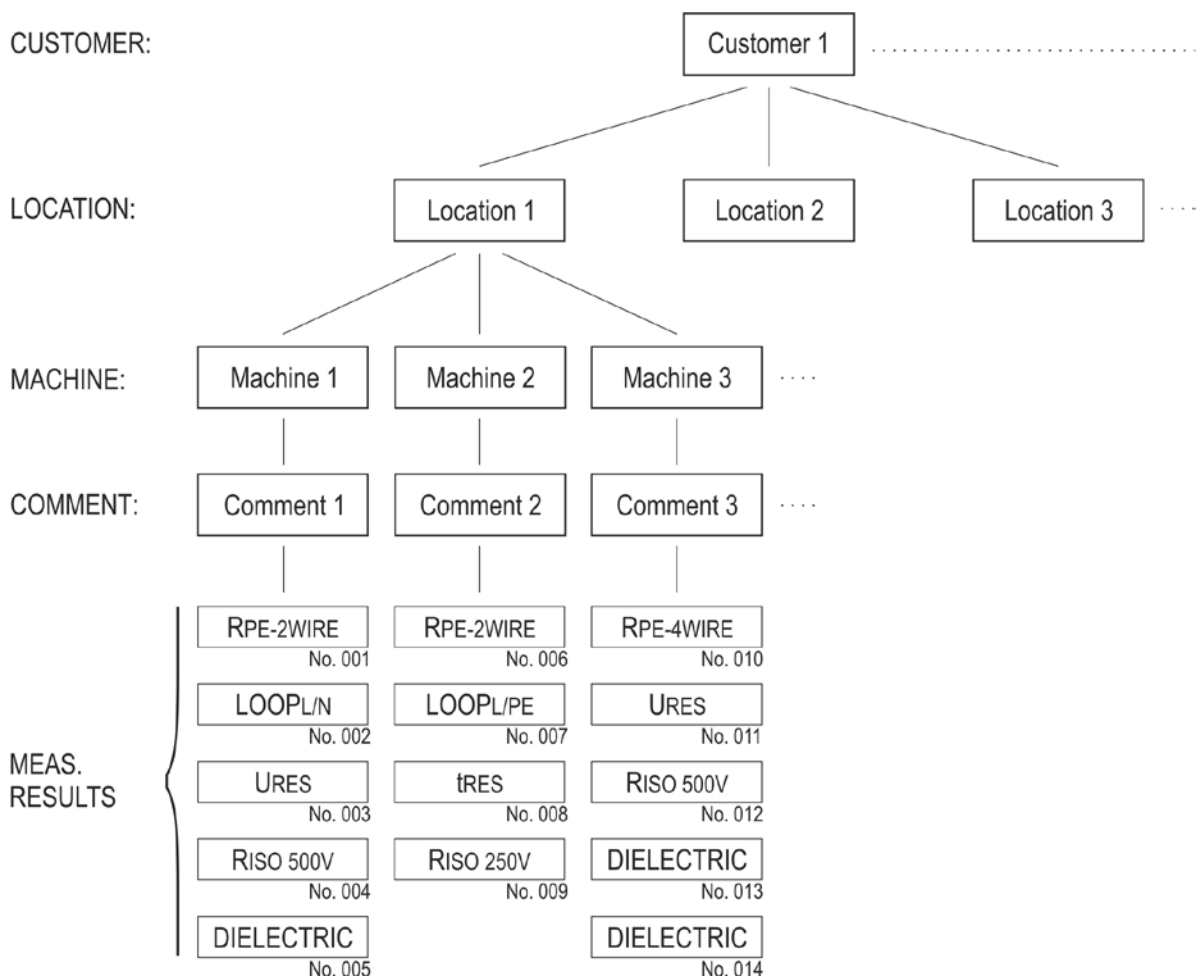 CUSTOMER:
Customer 1
LOCATION:
Location 1
Location 2
Location 3
MACHINE:
Machine 1
Machine 2
Machine 3
COMMENT:
Comment 1
Comment 2
Comment 3
MEAS.
RESULTS
RPE-2WIRE
No. 001
LOOPL/N
No. 002
URES
No. 003
RISO 500V
No. 004
DIELECTRIC
No. 005
RPE-2WIRE
No. 006
LOOPL/PE
No. 007
tRES
No. 008
RISO 250V
No. 009
RPE-4WIRE
No. 010
URES
No. 011
RISO 500V
No. 012
DIELECTRIC
No. 013
DIELECTRIC
No. 014